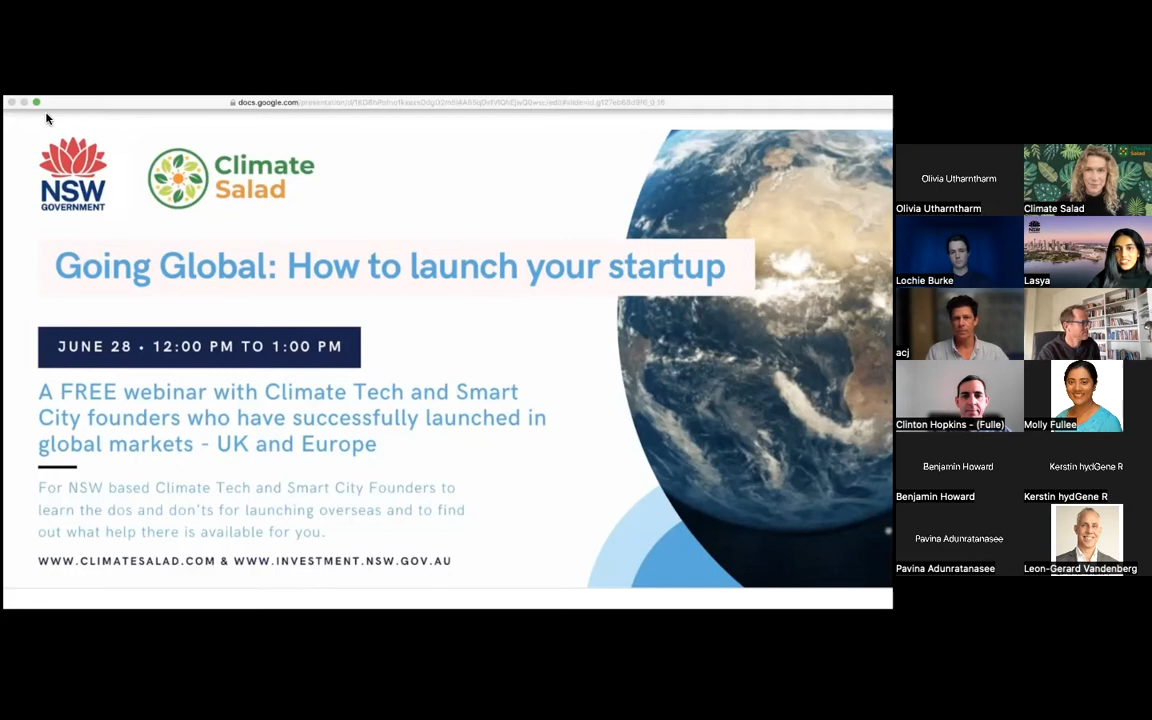 docs.google.com
NSW
GOVERNMENT
Climate
Salad
Going Global: How to launch your startup
JUNE 28 • 12:00 PM TO 1:00 PM
A FREE webinar with Climate Tech and Smart
City founders who have successfully launched in
global markets - UK and Europe
For NSW based Climate Tech and Smart City Founders to
learn the dos and don'ts for launching overseas and to find
out what help there is available for you.
WWW.CLIMATESALAD.COM & WWW.INVESTMENT.NSW.GOV.AU
Olivia Utharntharm
Olivia Utharntharm
Climate
Salad
Climate Salad
Lochie Burke
NSW
Lasya
acj
Clinton Hopkins - (Fulle)
Molly Fullee
Benjamin Howard
Benjamin Howard
Kerstin hydGene R
Kerstin hydGene R
Pavina Adunratanasee
Pavina Adunratanasee
Leon-Gerard Vandenberg